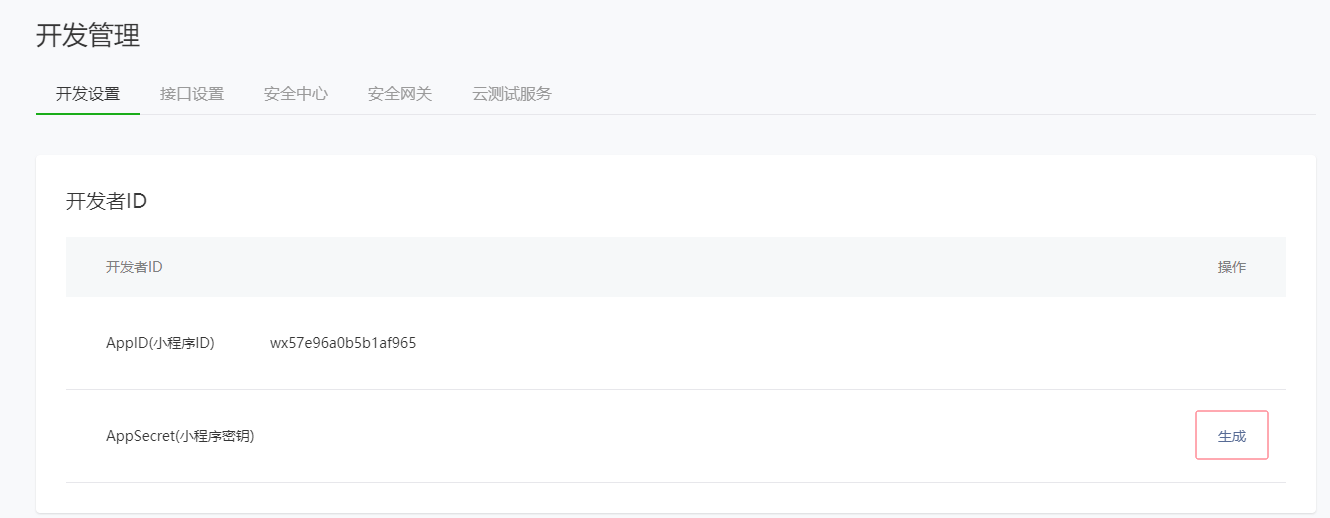 开发管理
开发设置 接口设置 安全中心 安全网关 云测试服务
开发者ID
开发者ID 操作
AppID(小程序ID) wx57e96a0b5b1af965
AppSecret(小程序密钥) 生成